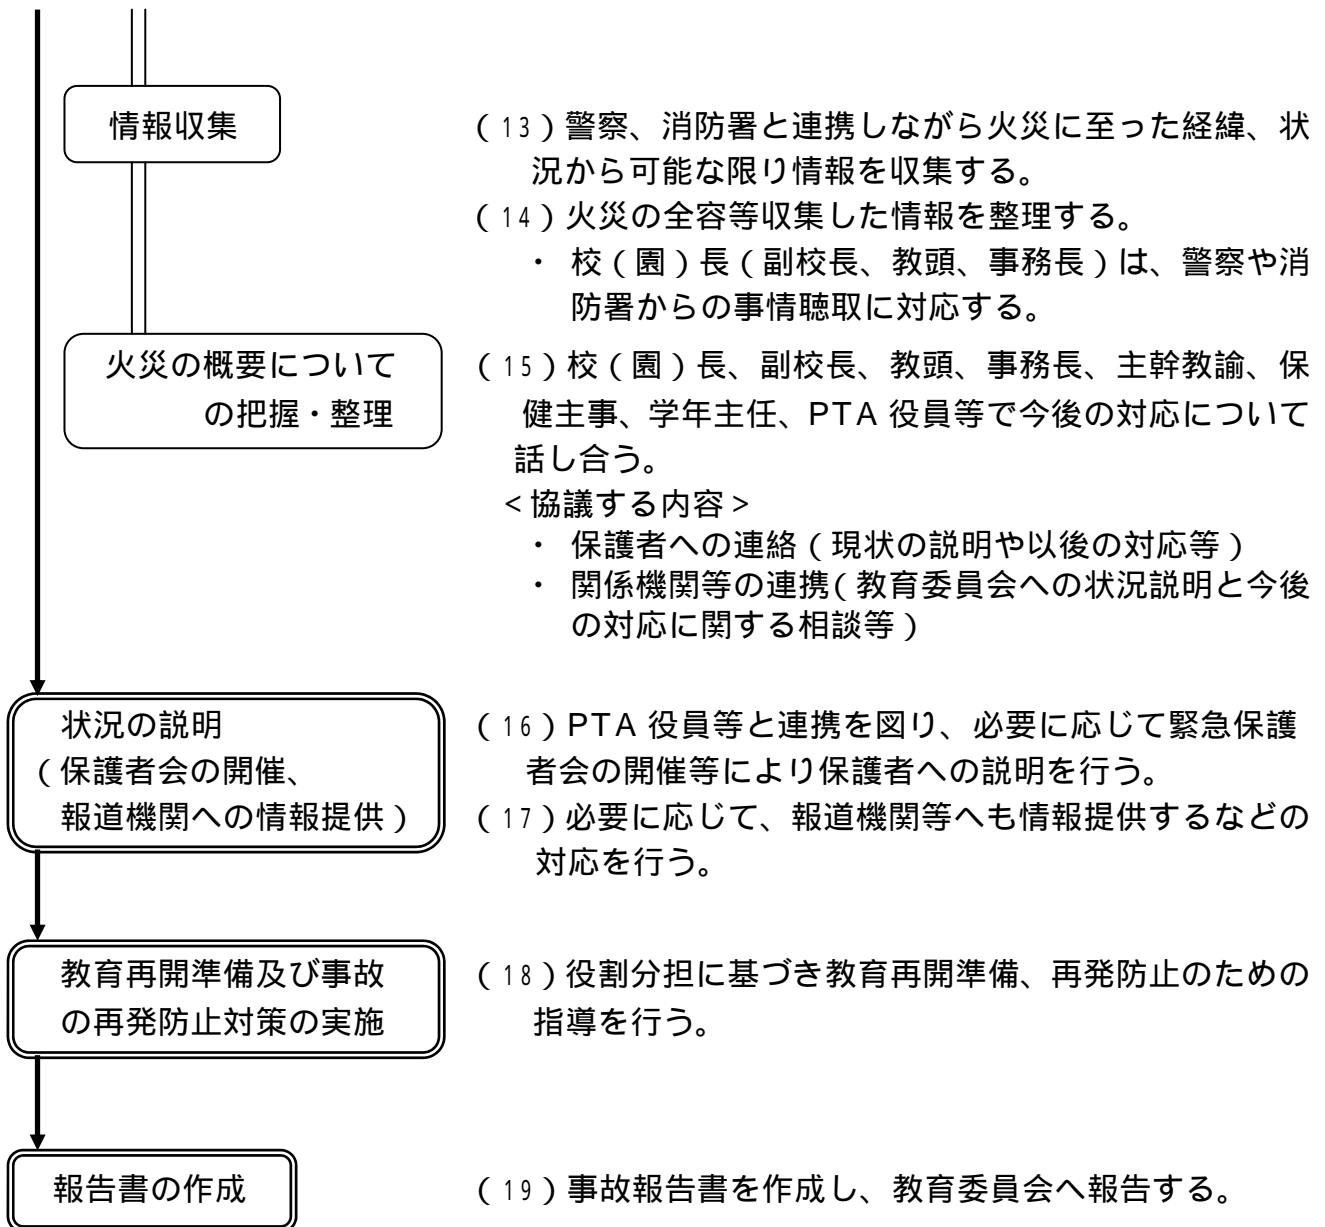 情報収集
(13)警察、消防署と連携しながら火災に至った経緯、状
況から可能な限り情報を収集する。
(14)火災の全容等収集した情報を整理する。
・ 校(園)長(副校長、教頭、事務長)は、警察や消
防署からの事情聴取に対応する。
火災の概要について
の把握・整理
(15)校(園)長、副校長、教頭、事務長、主幹教諭、保
健主事、学年主任、PTA 役員等で今後の対応について
話し合う。
<協議する内容>
・ 保護者への連絡(現状の説明や以後の対応等)
・ 関係機関等の連携(教育委員会への状況説明と今後
の対応に関する相談等)
状況の説明
(保護者会の開催、
報道機関への情報提供)
(16)PTA 役員等と連携を図り、必要に応じて緊急保護
者会の開催等により保護者への説明を行う。
(17)必要に応じて、報道機関等へも情報提供するなどの
対応を行う。
教育再開準備及び事故
の再発防止対策の実施
(18)役割分担に基づき教育再開準備、再発防止のための
指導を行う。
報告書の作成
(19)事故報告書を作成し、教育委員会へ報告する。